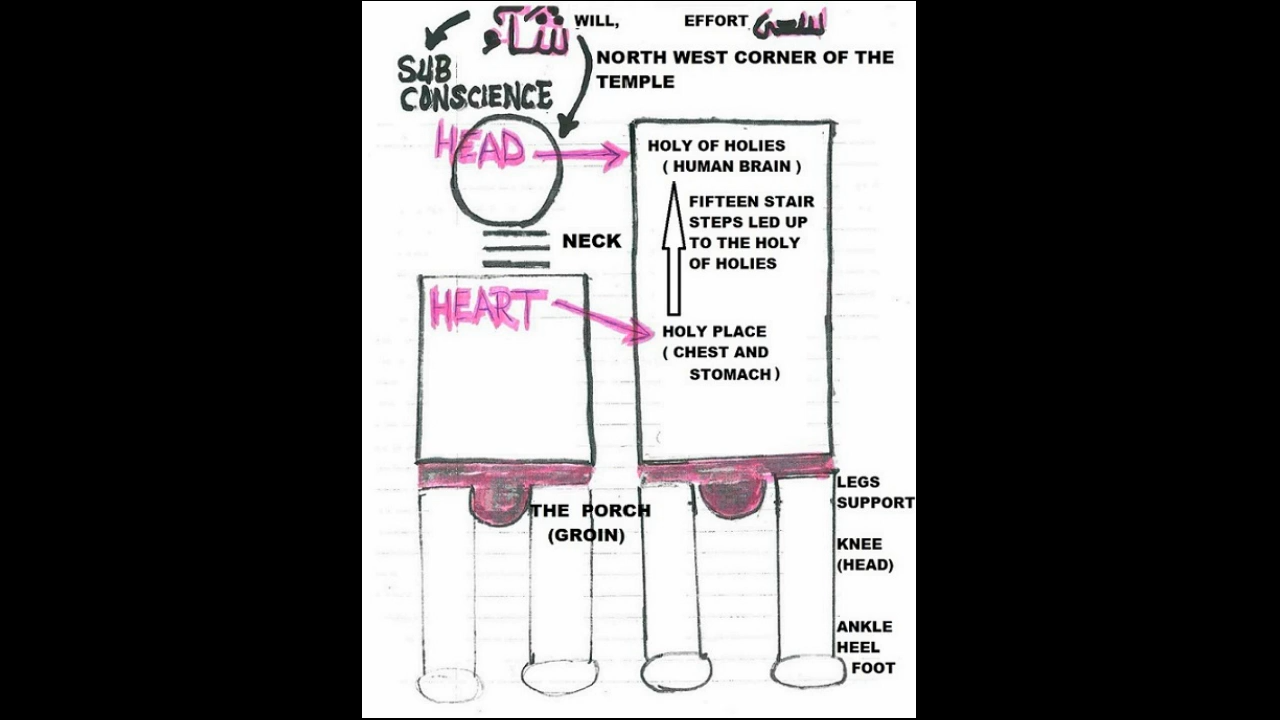 WILL, EFFORT
SUB
CONSCIENCE
NORTH WEST CORNER OF THE
TEMPLE
HEAD
HOLY OF HOLIES
( HUMAN BRAIN )
FIFTEEN STAIR
STEPS LED UP
TO THE HOLY
OF HOLIES
NECK
HEART
HOLY PLACE
( CHEST AND
STOMACH )
THE PORCH
(GROIN)
LEGS
SUPPORT
KNEE
(HEAD)
ANKLE
HEEL
FOOT